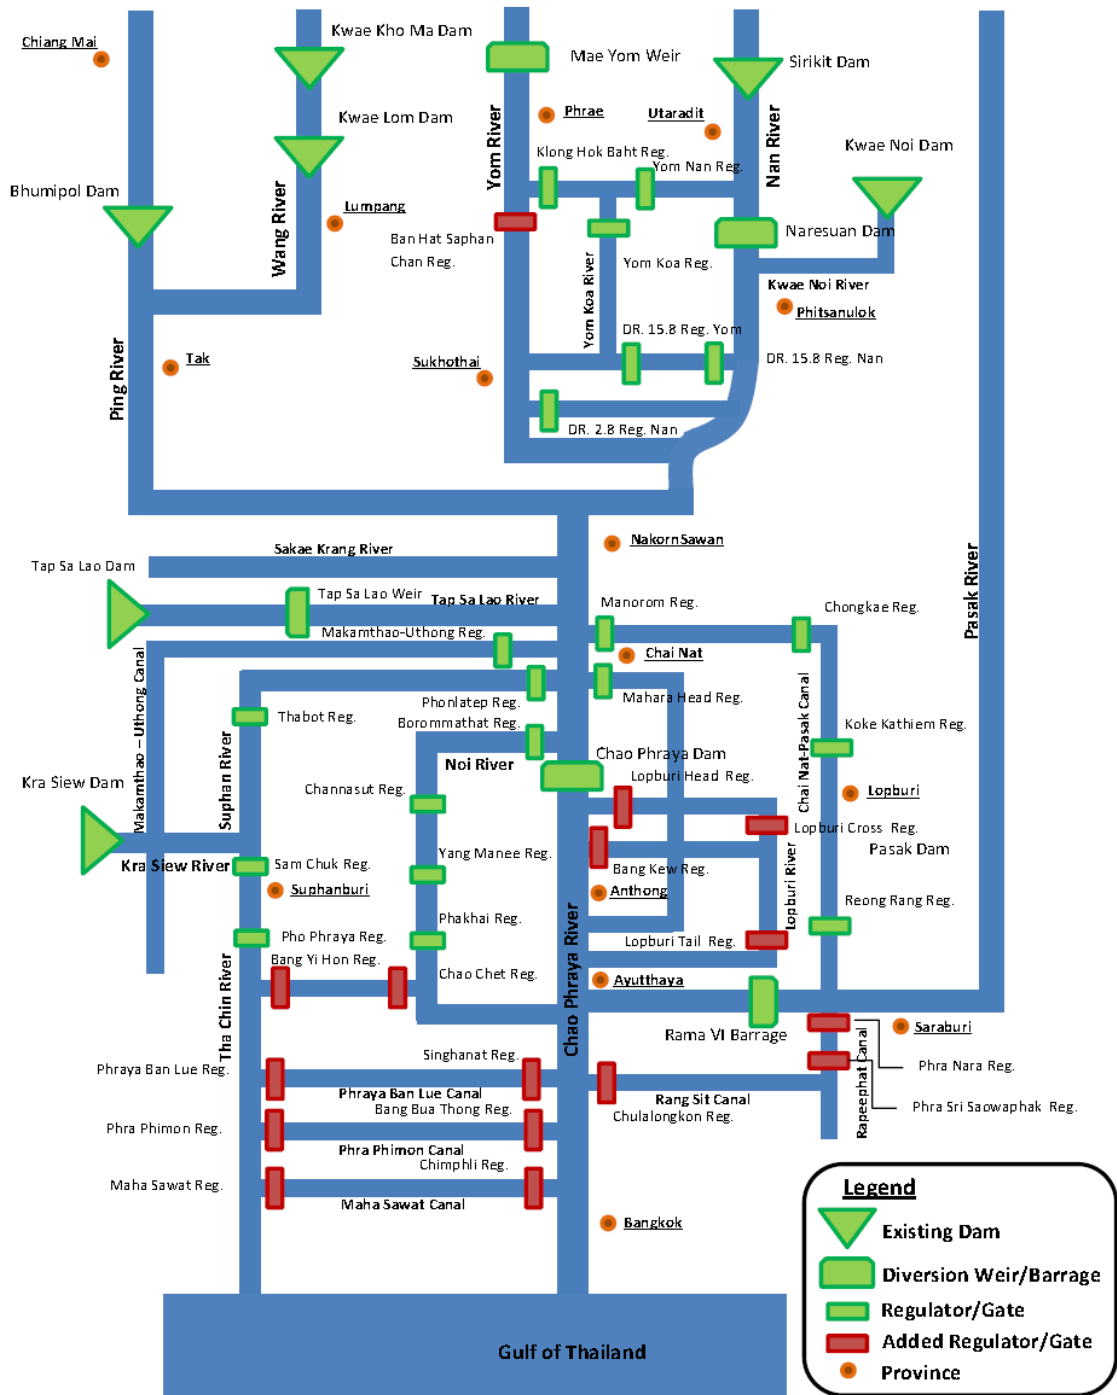 Chiang Mai
Kwae Kho Ma Dam
Mae Yom Weir
Sirikit Dam
Kwae Lom Dam
Phrae
Utaradit
Yom River
Nan River
Klong Hok Baht Reg.
Yom Nan Reg.
Kwae Noi Dam
Bhumipol Dam
Lumpang
Wang River
Ban Hat Saphan
Chan Reg.
Yom Koa River
Yom Koa Reg.
Naresuan Dam
Kwae Noi River
Phitsanulok
Ping River
Tak
Sukhothai
DR. 15.8 Reg. Yom
DR. 15.8 Reg. Nan
DR. 2.8 Reg. Nan
Pasak River
Sakae Krang River
NakornSawan
Tap Sa Lao Dam
Tap Sa Lao Weir
Tap Sa Lao River
Manorom Reg.
Chongkae Reg.
Makamthao-Uthong Reg.
Chai Nat
Makamthao – Uthong Canal
Phonlatep Reg.
Mahara Head Reg.
Thabot Reg.
Borommathat Reg.
Koke Kathiem Reg.
Chai Nat-Pasak Canal
Suphan River
Noi River
Chao Phraya Dam
Kra Siew Dam
Channasut Reg.
Lopburi Head Reg.
Lopburi
Lopburi Cross Reg.
Pasak Dam
Kra Siew River
Sam Chuk Reg.
Yang Manee Reg.
Bang Kew Reg.
Lopburi River
Suphanburi
Anthong
Reong Rang Reg.
Phakhai Reg.
Pho Phraya Reg.
Lopburi Tail Reg.
Bang Yi Hon Reg.
Chao Chet Reg.
Chao Phraya River
Ayutthaya
Tha Chin River
Rama VI Barrage
Saraburi
Singhanat Reg.
Phraya Ban Lue Reg.
Phraya Ban Lue Canal
Rang Sit Canal
Rapeephat Canal
Phra Nara Reg.
Bang Bua Thong Reg.
Chulalongkon Reg.
Phra Sri Saowaphak Reg.
Phra Phimon Reg.
Phra Phimon Canal
Chimphli Reg.
Maha Sawat Reg.
Maha Sawat Canal
Bangkok
Legend
Existing Dam
Diversion Weir/Barrage
Regulator/Gate
Added Regulator/Gate
Province
Gulf of Thailand